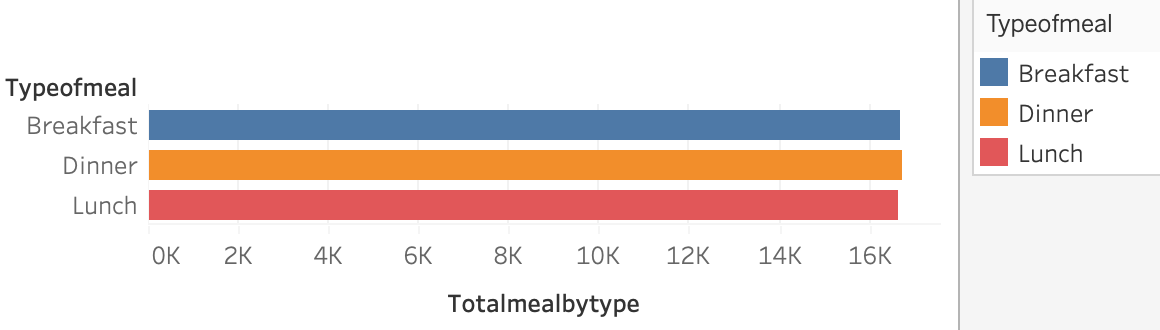 Typeofmeal
Breakfast
Dinner
Lunch
0K 2K 4K 6K 8K 10K 12K 14K 16K
Totalmealbytype
Typeofmeal
Breakfast
Dinner
Lunch